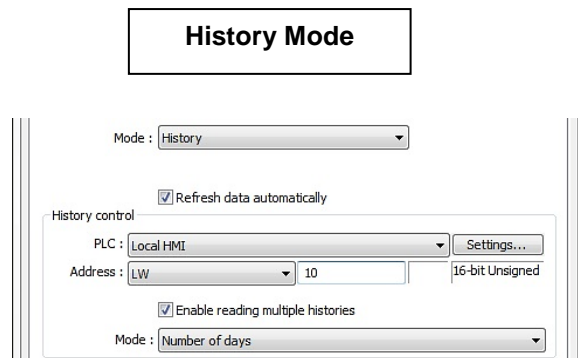 History Mode
Mode : History
Refresh data automatically
History control
PLC : Local HMI Settings...
Address : LW 10 16-bit Unsigned
Enable reading multiple histories
Mode : Number of days